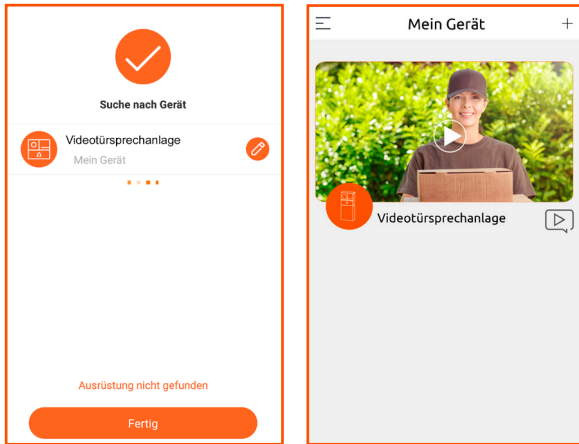 Suche nach Gerät
Videotürsprechanlage
Mein Gerät
Ausrüstung nicht gefunden
Fertig
Mein Gerät
Videotürsprechanlage